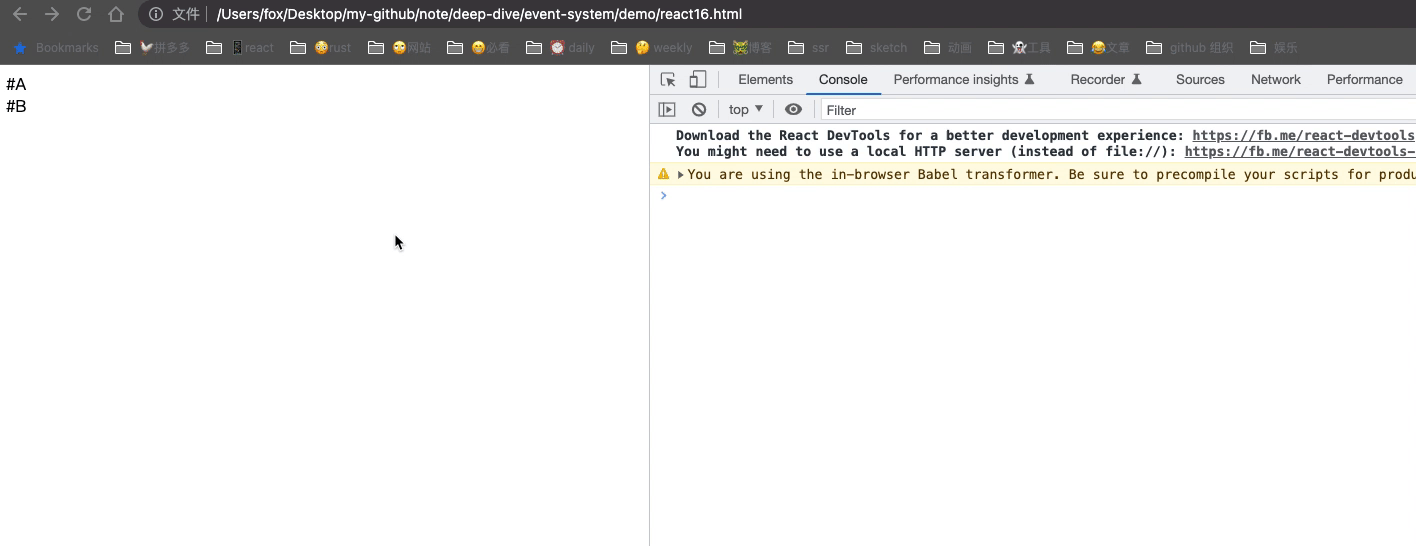 文件 /Users/fox/Desktop/my-github/note/deep-dive/event-system/demo/react16.html
Bookmarks 拼多多 react rust 网站 必看 daily weekly 博客 ssr sketch 动画 工具 文章 github 组织 娱乐
#A
#B
Elements Console Performance insights Recorder Sources Network Performance
top Filter
Download the React DevTools for a better development experience: https://fb.me/react-devtools
You might need to use a local HTTP server (instead of file://): https://fb.me/react-devtools-
You are using the in-browser Babel transformer. Be sure to precompile your scripts for produ